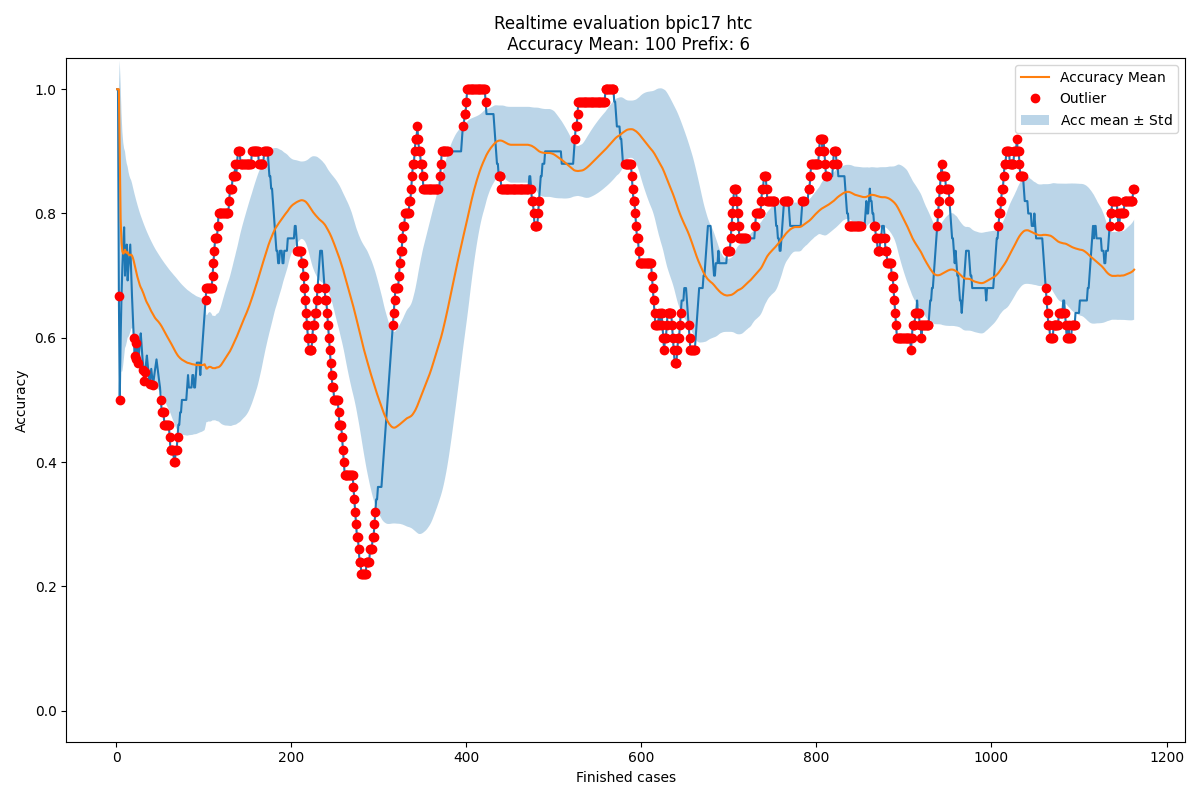 Realtime evaluation bpic17 htc
Accuracy Mean: 100 Prefix: 6
Accuracy Mean
Outlier
Acc mean ± Std
Accuracy
1.0
0.8
0.6
0.4
0.2
0.0
0 200 400 600 800 1000 1200
Finished cases